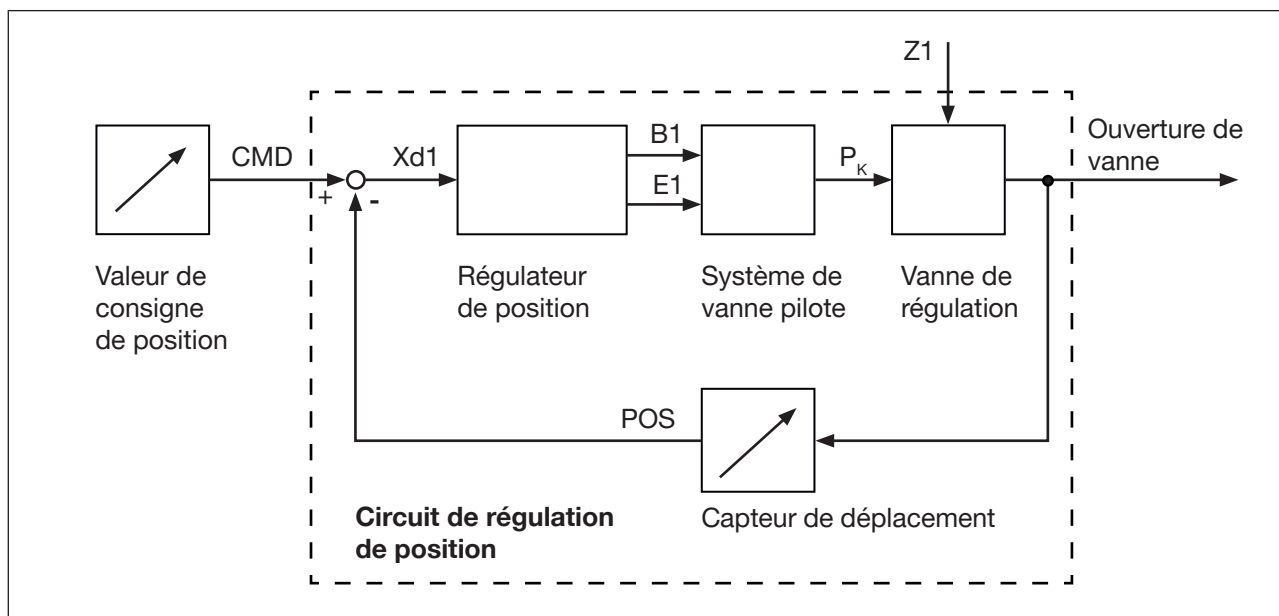 Z1
CMD
+
-
Xd1
B1
E1
P_K
Ouverture de
vanne
Valeur de
consigne
de position
Régulateur
de position
Système de
vanne pilote
Vanne de
régulation
POS
Capteur de déplacement
Circuit de régulation
de position